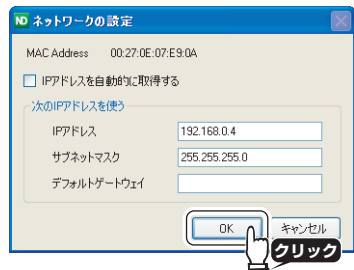 ND ネットワークの設定
MAC Address 00:27:0E:07:E9:0A
IPアドレスを自動的に取得する
次のIPアドレスを使う
IPアドレス 192.168.0.4
サブネットマスク 255.255.255.0
デフォルトゲートウェイ
OK キャンセル
クリック